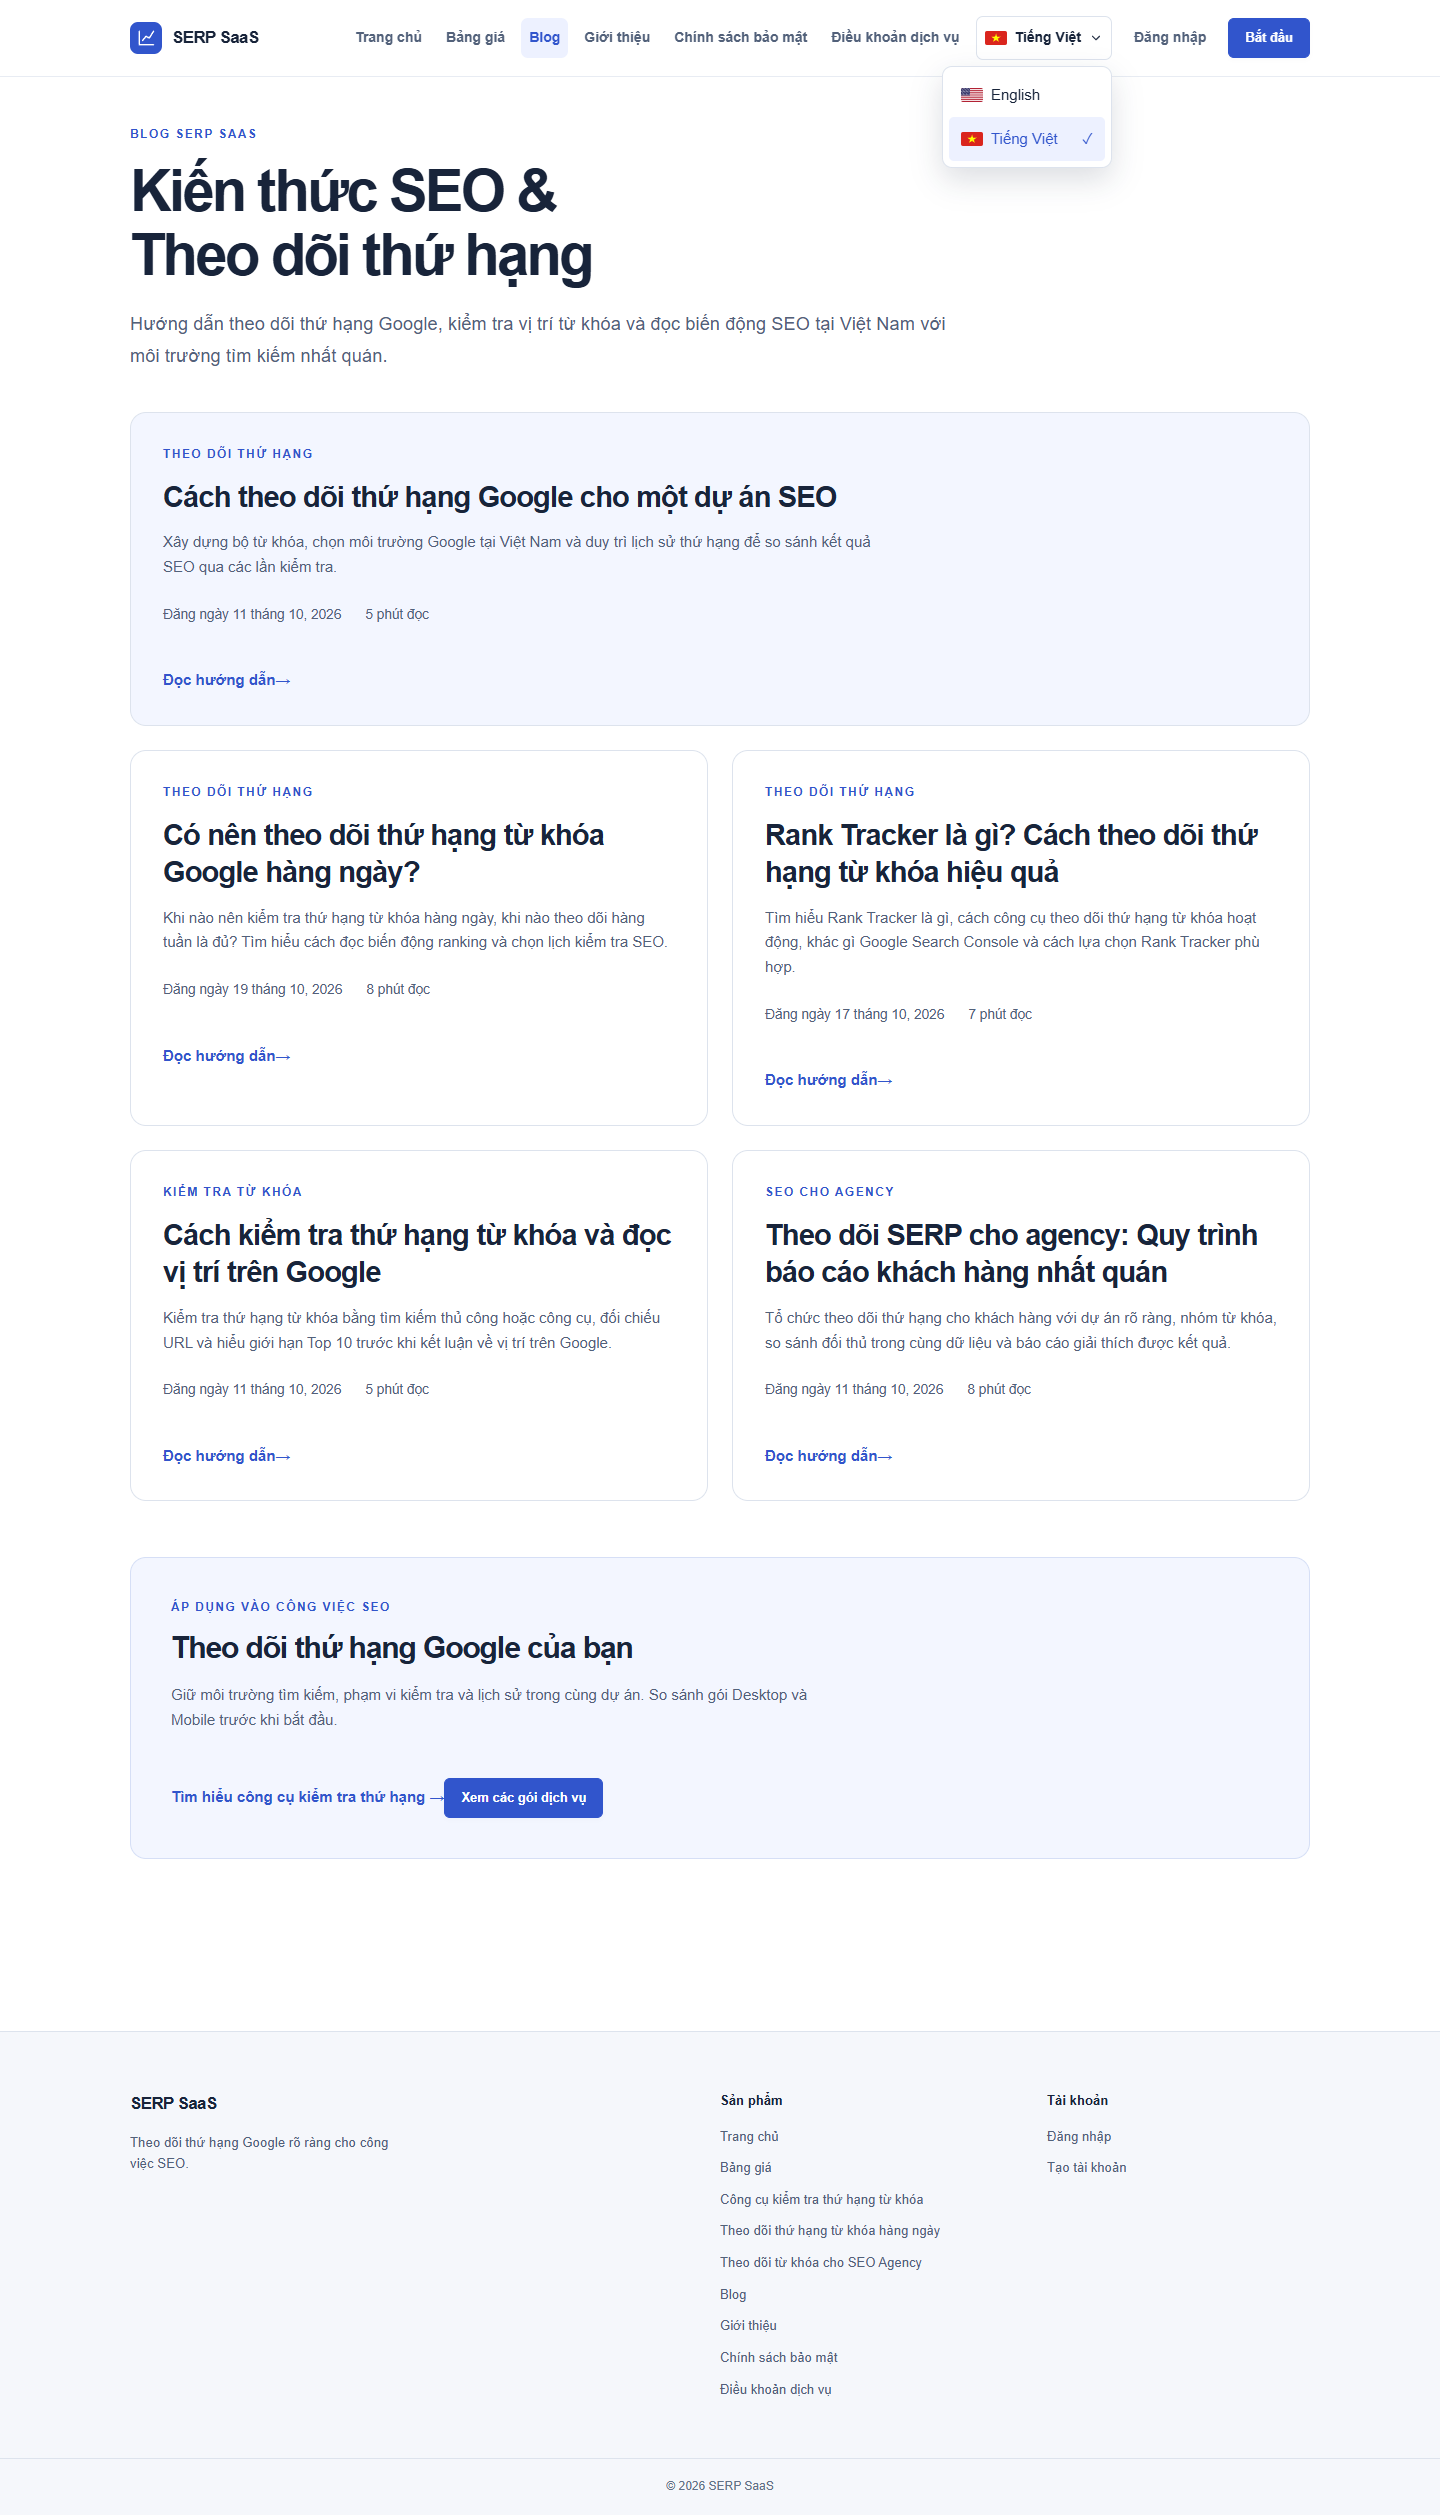 SERP SaaS
Trang chủ
Bảng giá
Blog
Giới thiệu
Chính sách bảo mật
Điều khoản dịch vụ
Tiếng Việt
Đăng nhập
Bắt đầu
English
Tiếng Việt ✓
BLOG SERP SAAS
Kiến thức SEO &
Theo dõi thứ hạng
Hướng dẫn theo dõi thứ hạng Google, kiểm tra vị trí từ khóa và đọc biến động SEO tại Việt Nam với
môi trường tìm kiếm nhất quán.
THEO DÕI THỨ HẠNG
Cách theo dõi thứ hạng Google cho một dự án SEO
Xây dựng bộ từ khóa, chọn môi trường Google tại Việt Nam và duy trì lịch sử thứ hạng để so sánh kết quả
SEO qua các lần kiểm tra.
Đăng ngày 11 tháng 10, 2026 5 phút đọc
Đọc hướng dẫn→
THEO DÕI THỨ HẠNG
Có nên theo dõi thứ hạng từ khóa
Google hàng ngày?
Khi nào nên kiểm tra thứ hạng từ khóa hàng ngày, khi nào theo dõi hàng
tuần là đủ? Tìm hiểu cách đọc biến động ranking và chọn lịch kiểm tra SEO.
Đăng ngày 19 tháng 10, 2026 8 phút đọc
Đọc hướng dẫn→
THEO DÕI THỨ HẠNG
Rank Tracker là gì? Cách theo dõi thứ
hạng từ khóa hiệu quả
Tìm hiểu Rank Tracker là gì, cách công cụ theo dõi thứ hạng từ khóa hoạt
động, khác gì Google Search Console và cách lựa chọn Rank Tracker phù
hợp.
Đăng ngày 17 tháng 10, 2026 7 phút đọc
Đọc hướng dẫn→
KIỂM TRA TỪ KHÓA
Cách kiểm tra thứ hạng từ khóa và đọc
vị trí trên Google
Kiểm tra thứ hạng từ khóa bằng tìm kiếm thủ công hoặc công cụ, đối chiếu
URL và hiểu giới hạn Top 10 trước khi kết luận về vị trí trên Google.
Đăng ngày 11 tháng 10, 2026 5 phút đọc
Đọc hướng dẫn→
SEO CHO AGENCY
Theo dõi SERP cho agency: Quy trình
báo cáo khách hàng nhất quán
Tổ chức theo dõi thứ hạng cho khách hàng với dự án rõ ràng, nhóm từ khóa,
so sánh đối thủ trong cùng dữ liệu và báo cáo giải thích được kết quả.
Đăng ngày 11 tháng 10, 2026 8 phút đọc
Đọc hướng dẫn→
ÁP DỤNG VÀO CÔNG VIỆC SEO
Theo dõi thứ hạng Google của bạn
Giữ môi trường tìm kiếm, phạm vi kiểm tra và lịch sử trong cùng dự án. So sánh gói Desktop và
Mobile trước khi bắt đầu.
Tìm hiểu công cụ kiểm tra thứ hạng →
Xem các gói dịch vụ
SERP SaaS
Theo dõi thứ hạng Google rõ ràng cho công
việc SEO.
Sản phẩm
Trang chủ
Bảng giá
Công cụ kiểm tra thứ hạng từ khóa
Theo dõi thứ hạng từ khóa hàng ngày
Theo dõi từ khóa cho SEO Agency
Blog
Giới thiệu
Chính sách bảo mật
Điều khoản dịch vụ
Tài khoản
Đăng nhập
Tạo tài khoản
© 2026 SERP SaaS